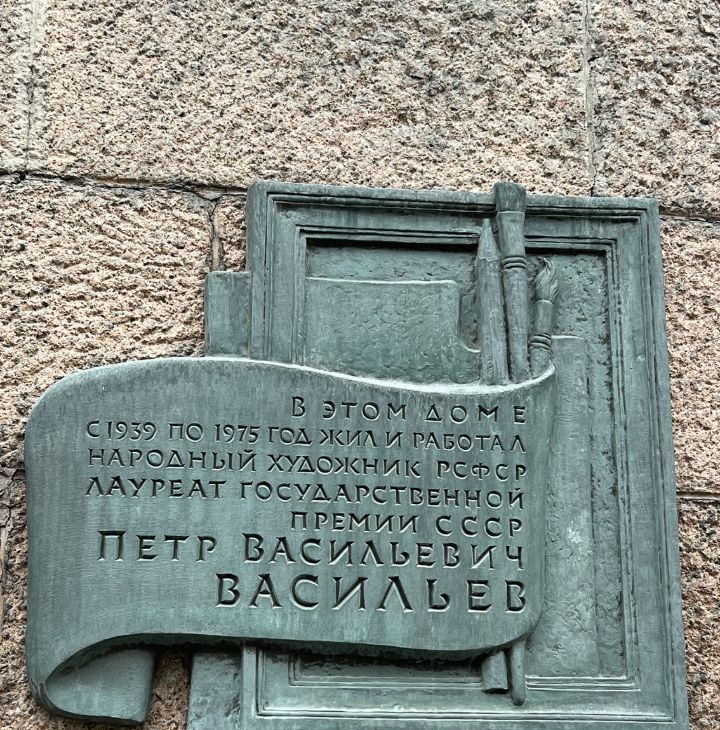 В ЭТОМ ДОМЕ
С 1939 ПО 1975 ГОД ЖИЛ И РАБОТАЛ
НАРОДНЫЙ ХУДОЖНИК РСФСР
ЛАУРЕАТ ГОСУДАРСТВЕННОЙ
ПРЕМИИ СССР
ПЕТР ВАСИЛЬЕВИЧ
ВАСИЛЬЕВ